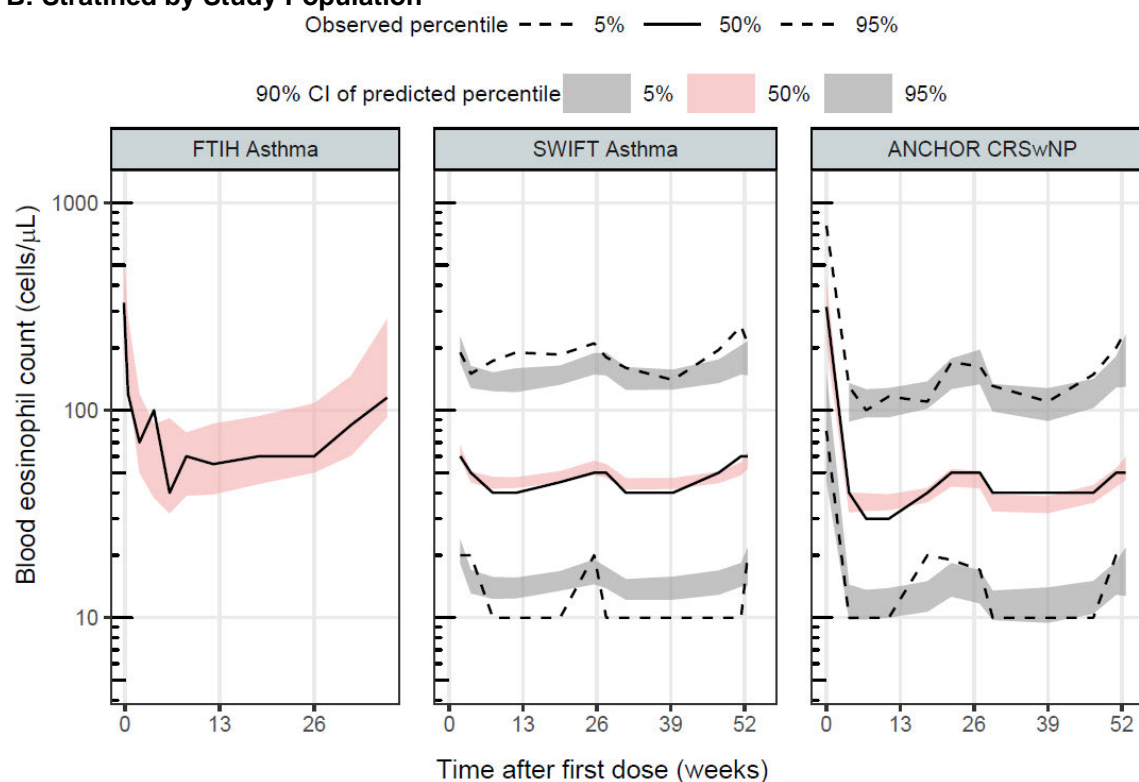 B. Stratified by Study Population
Observed percentile 5% 50% 95%
90% CI of predicted percentile 5% 50% 95%
FTIH Asthma SWIFT Asthma ANCHOR CRSwNP
Blood eosinophil count (cells/μL)
1000
100
10
0 13 26 0 13 26 39 52 0 13 26 39 52
Time after first dose (weeks)